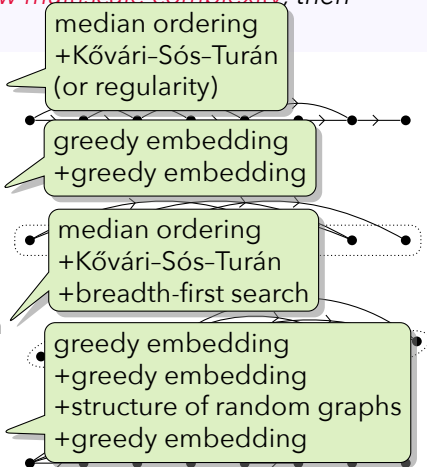 then
median ordering
+Kővári–Sós–Turán
(or regularity)
greedy embedding
+greedy embedding
median ordering
+Kővári–Sós–Turán
+breadth-first search
greedy embedding
+greedy embedding
+structure of random graphs
+greedy embedding